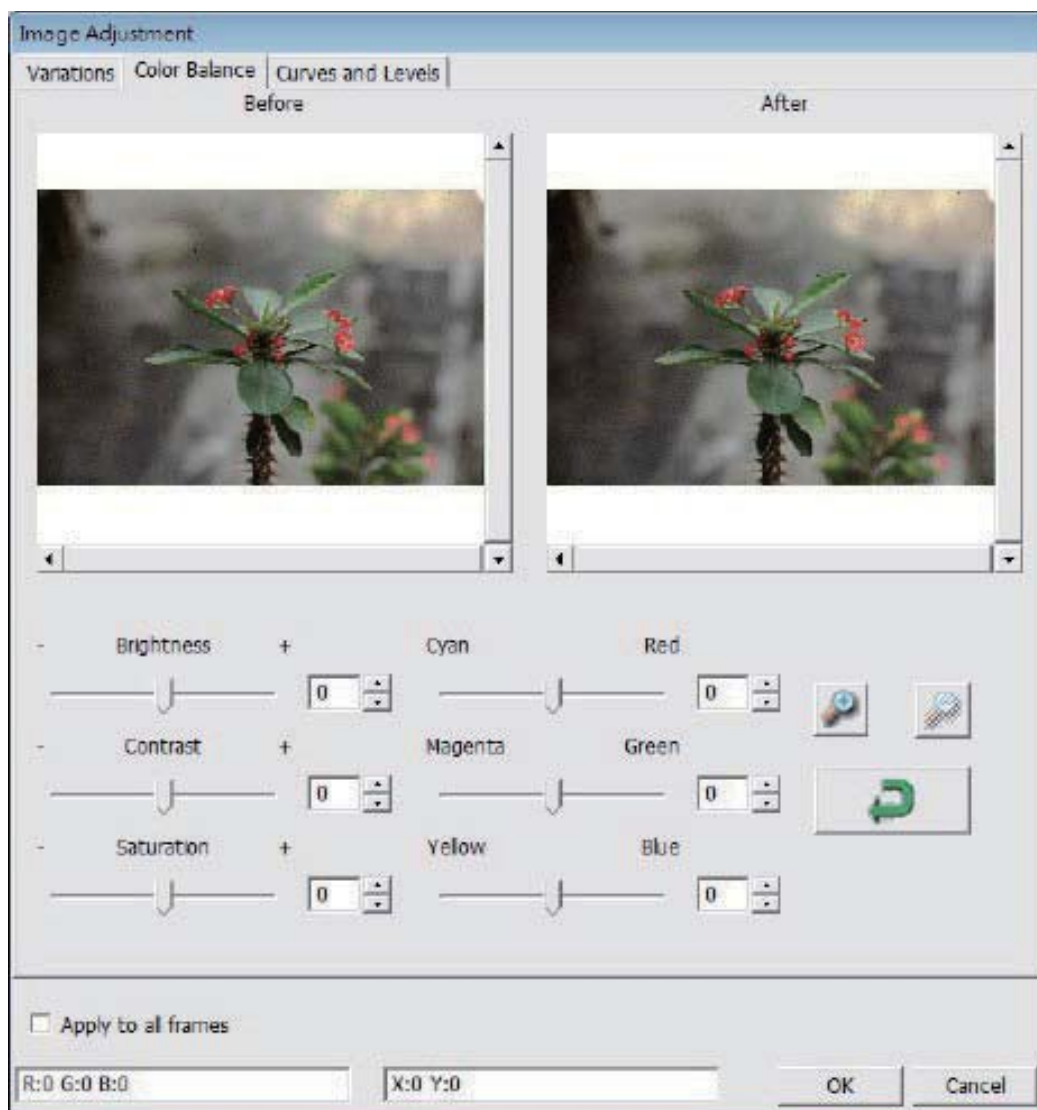 Image Adjustment
Variations Color Balance Curves and Levels
Before After
- Brightness + Cyan Red
0 0
- Contrast + Magenta Green
0 0
- Saturation + Yellow Blue
0 0
Apply to all frames
R:0 G:0 B:0 X:0 Y:0 OK Cancel